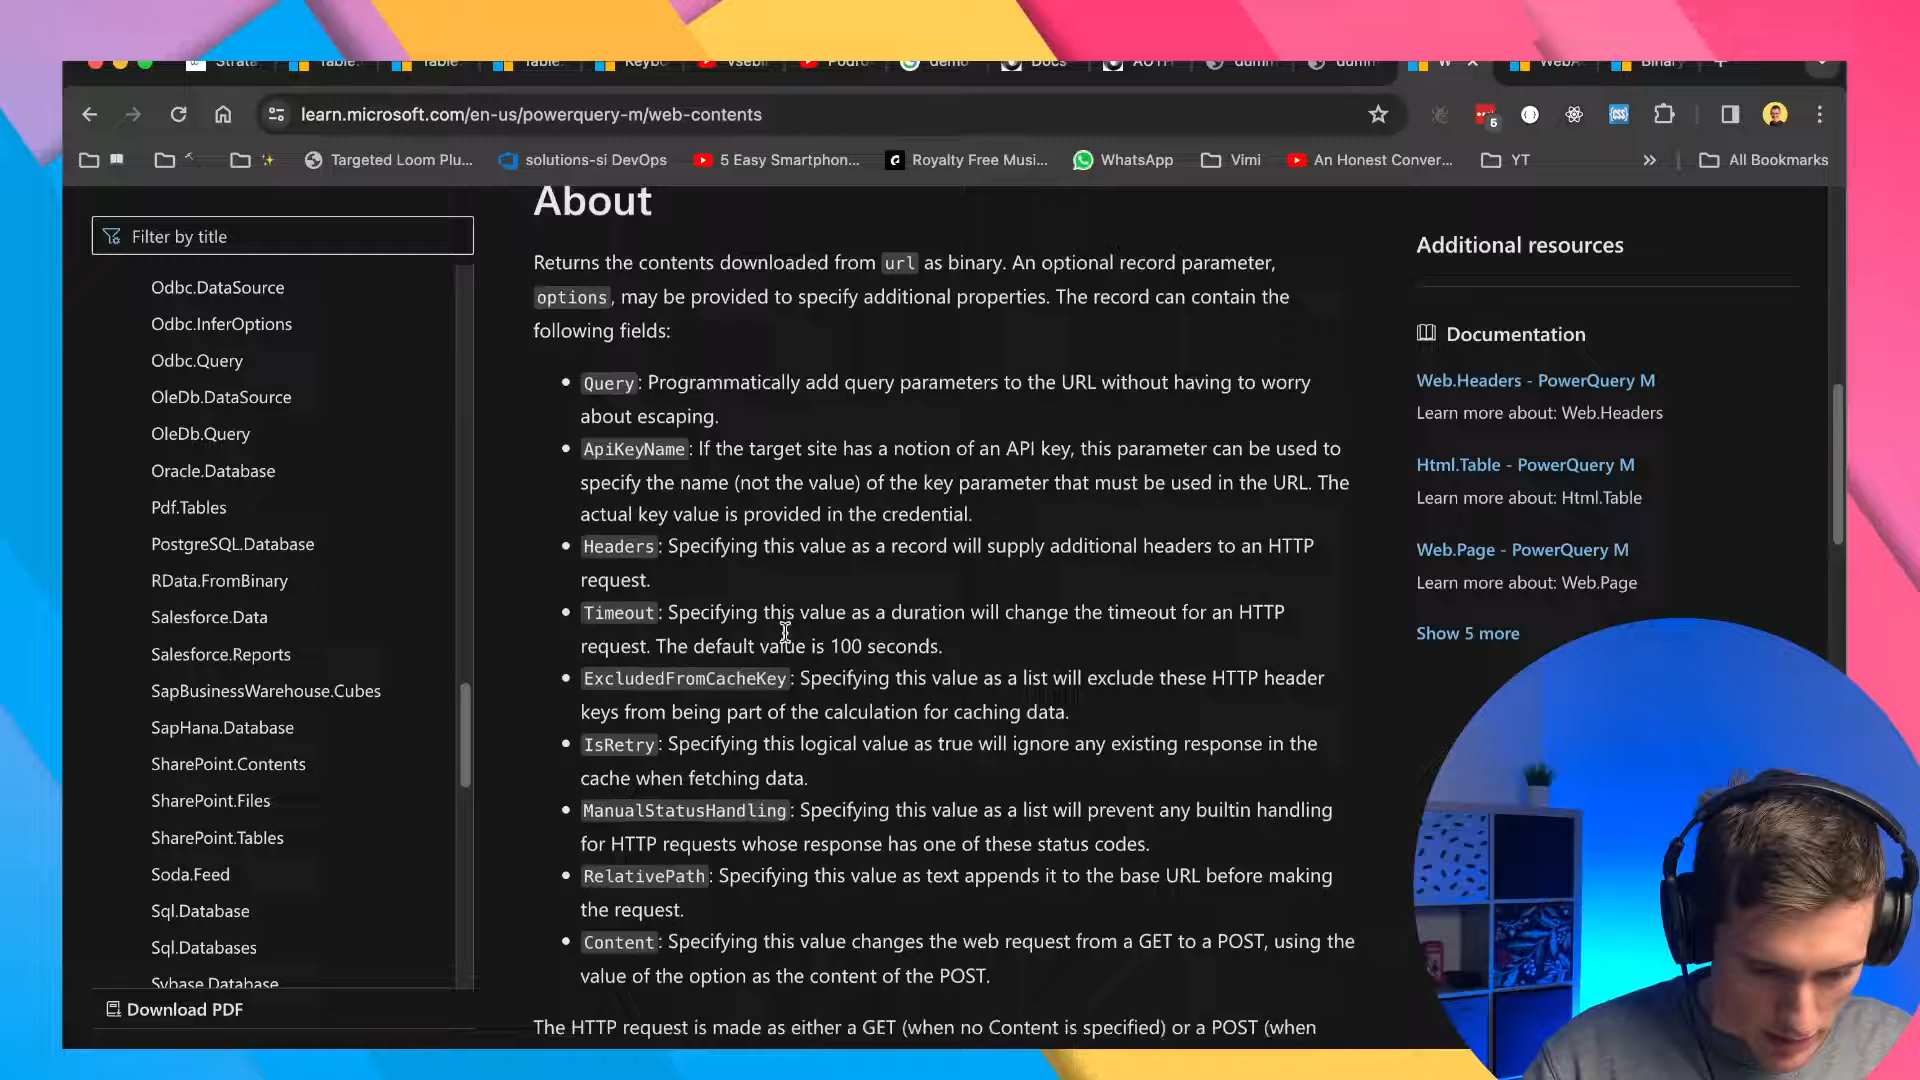 Strata
Table.
Table.
Table.
Keyb
demo
Docs
W
WebA
Binary
learn.microsoft.com/en-us/powerquery-m/web-contents
5
Targeted Loom Plu...
solutions-si DevOps
5 Easy Smartphon...
Royalty Free Musi...
WhatsApp
Vimi
An Honest Conver...
YT
All Bookmarks
Filter by title
Odbc.DataSource
Odbc.InferOptions
Odbc.Query
OleDb.DataSource
OleDb.Query
Oracle.Database
Pdf.Tables
PostgreSQL.Database
RData.FromBinary
Salesforce.Data
Salesforce.Reports
SapBusinessWarehouse.Cubes
SapHana.Database
SharePoint.Contents
SharePoint.Files
SharePoint.Tables
Soda.Feed
Sql.Database
Sql.Databases
Sybase.Database
Download PDF
About
Returns the contents downloaded from url as binary. An optional record parameter,
options, may be provided to specify additional properties. The record can contain the
following fields:
Query: Programmatically add query parameters to the URL without having to worry
about escaping.
ApiKeyName: If the target site has a notion of an API key, this parameter can be used to
specify the name (not the value) of the key parameter that must be used in the URL. The
actual key value is provided in the credential.
Headers: Specifying this value as a record will supply additional headers to an HTTP
request.
Timeout: Specifying this value as a duration will change the timeout for an HTTP
request. The default value is 100 seconds.
ExcludedFromCacheKey: Specifying this value as a list will exclude these HTTP header
keys from being part of the calculation for caching data.
IsRetry: Specifying this logical value as true will ignore any existing response in the
cache when fetching data.
ManualStatusHandling: Specifying this value as a list will prevent any builtin handling
for HTTP requests whose response has one of these status codes.
RelativePath: Specifying this value as text appends it to the base URL before making
the request.
Content: Specifying this value changes the web request from a GET to a POST, using the
value of the option as the content of the POST.
The HTTP request is made as either a GET (when no Content is specified) or a POST (when
Additional resources
Documentation
Web.Headers - PowerQuery M
Learn more about: Web.Headers
Html.Table - PowerQuery M
Learn more about: Html.Table
Web.Page - PowerQuery M
Learn more about: Web.Page
Show 5 more